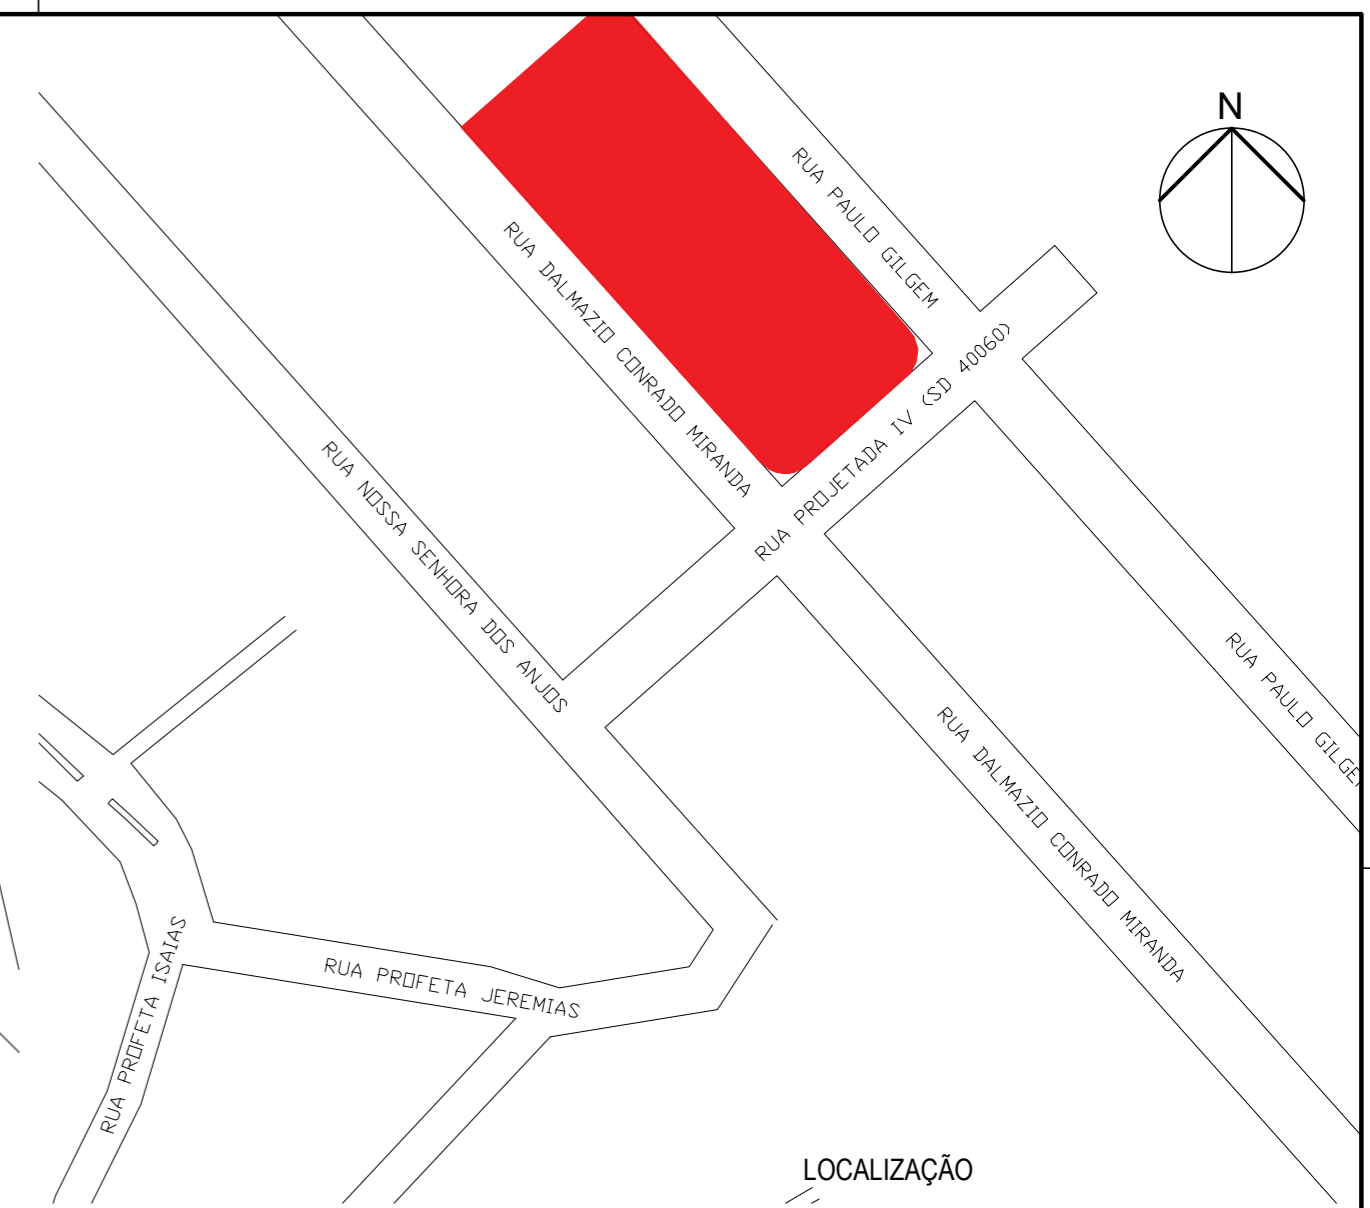 N
RUA PAULO GILGEM
RUA DALMAZIO CONRADO MIRANDA
RUA PROJETADA IV (SD 40060)
RUA NOSSA SENHORA DOS ANJOS
RUA PAULO GILGEM
RUA DALMAZIO CONRADO MIRANDA
RUA PROFETA ISAIAS
RUA PROFETA JEREMIAS
LOCALIZAÇÃO